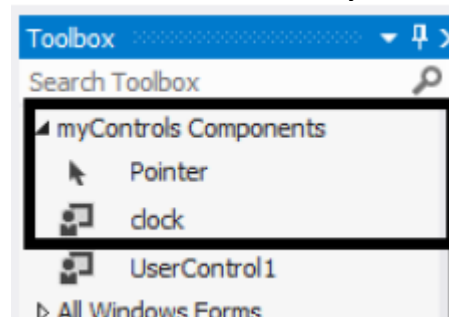 Toolbox
Search Toolbox
myControls Components
Pointer
clock
UserControl1
All Windows Forms